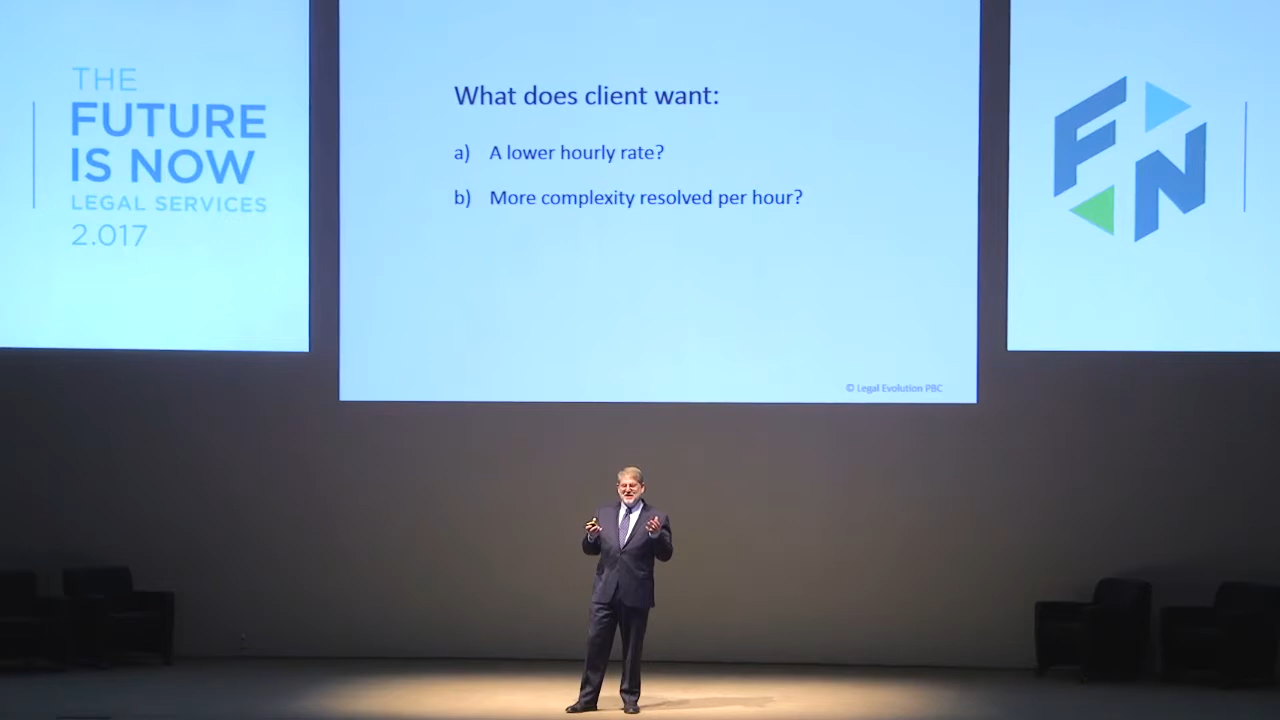 THE
FUTURE
IS NOW
LEGAL SERVICES
2.017
What does client want:
a) A lower hourly rate?
b) More complexity resolved per hour?
© Legal Evolution PBC
FN